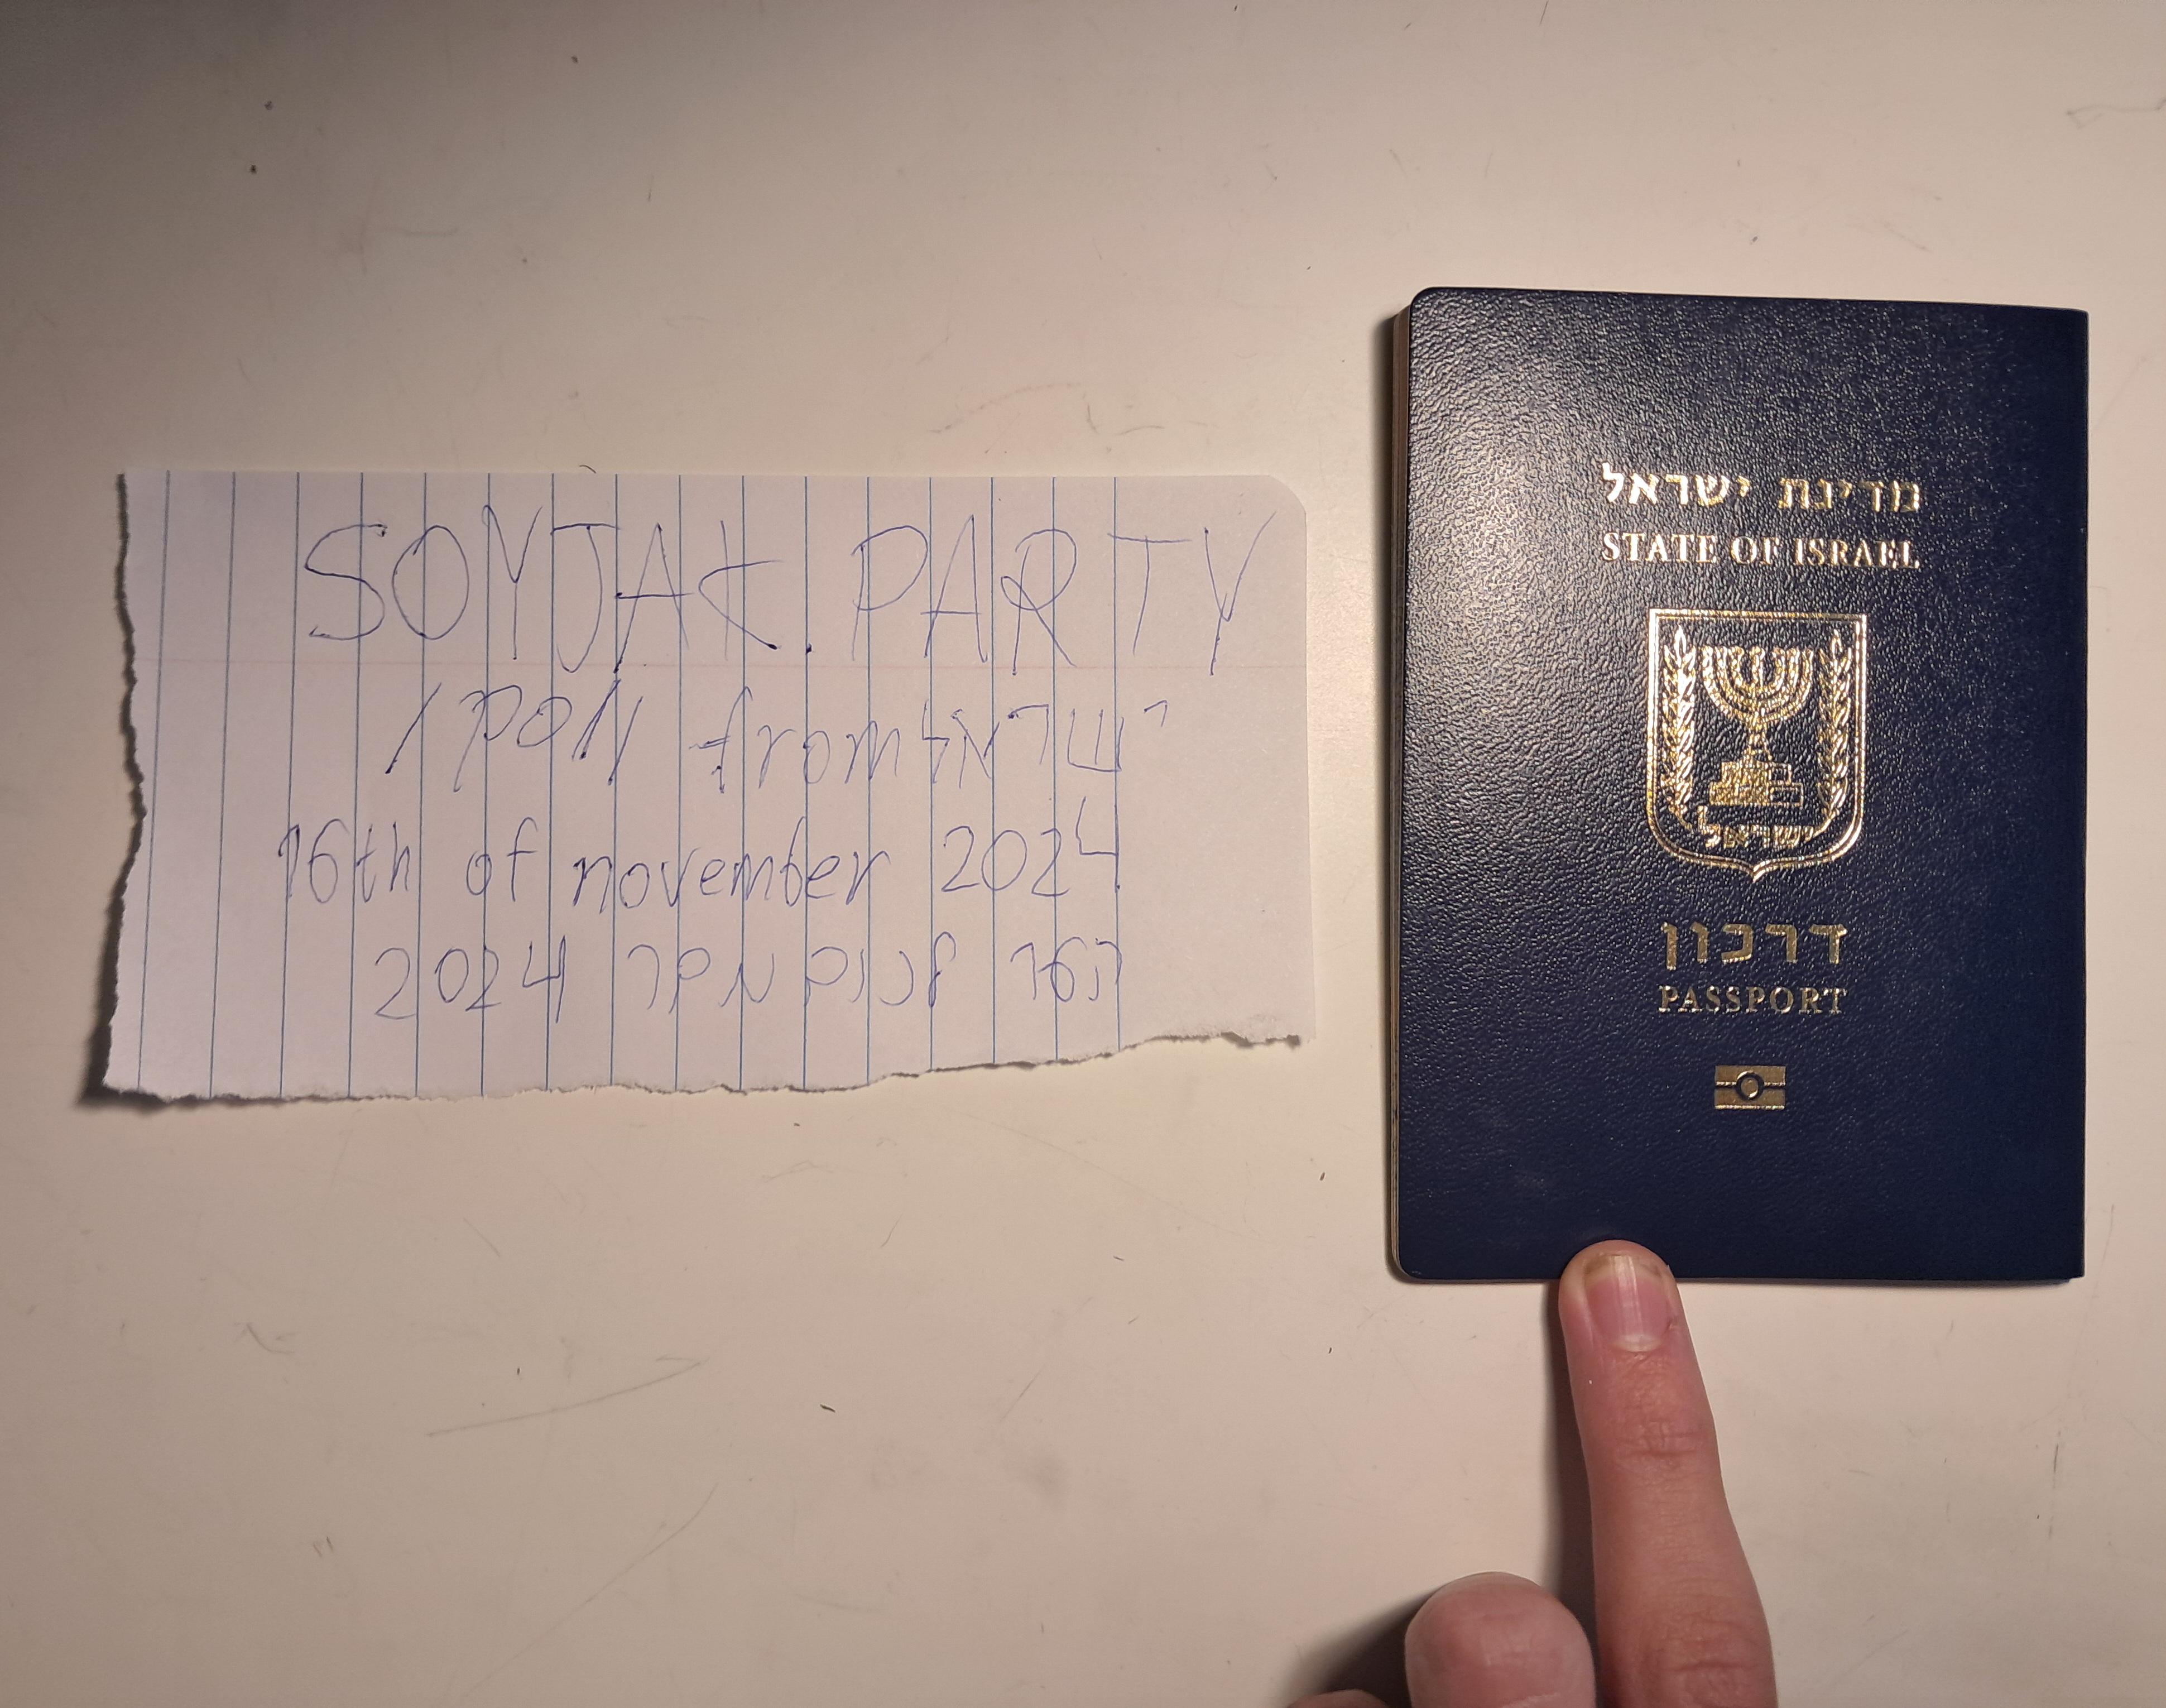 SOYJAK.PARTY
/pol/ from ישראל
16th of november 2024
2024
מדינת ישראל
STATE OF ISRAEL
ישראל
דרכון
PASSPORT